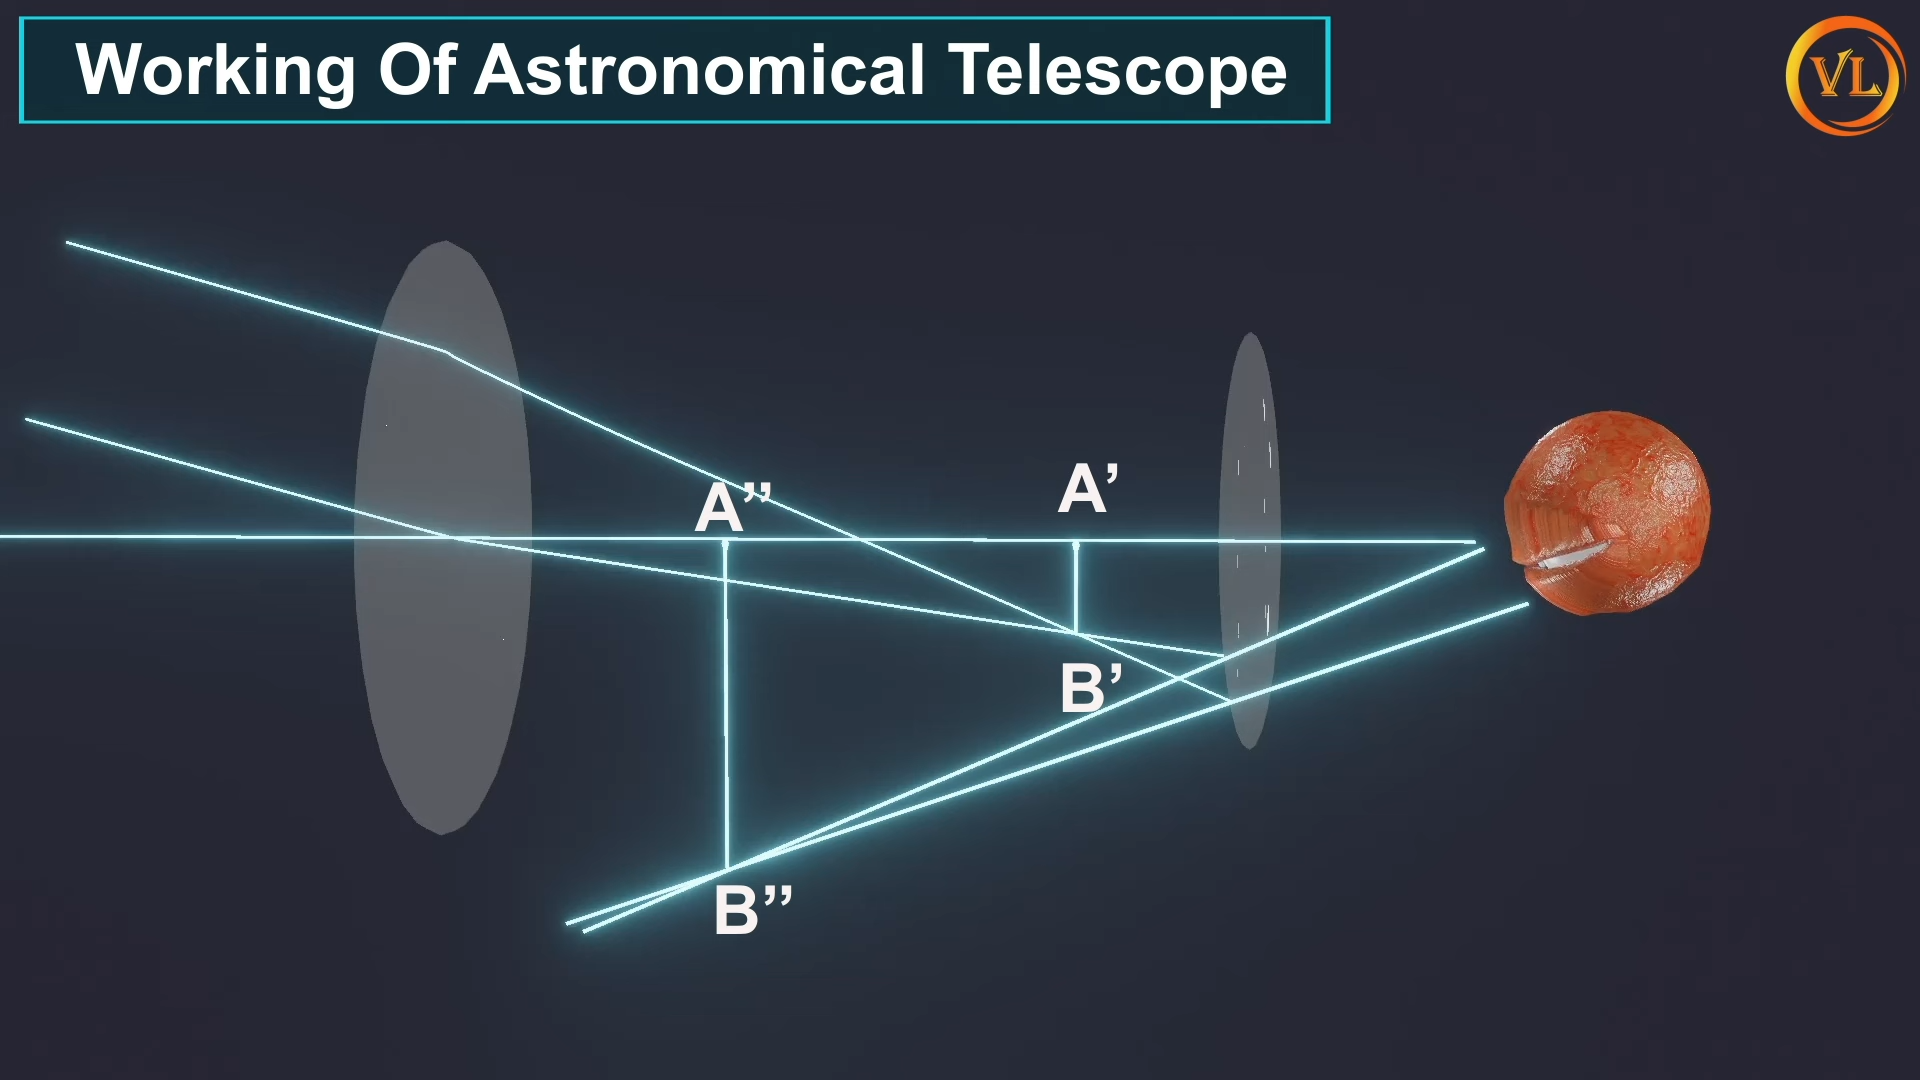 Working Of Astronomical Telescope
VL
A’’
A’
B’
B’’